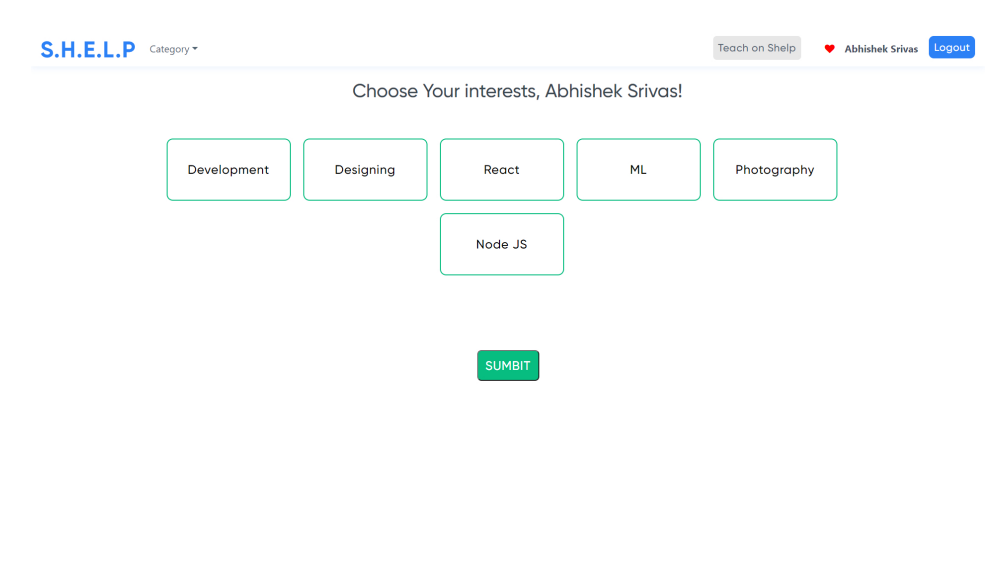 S.H.E.L.P Category Teach on Shelp Abhishek Srivas Logout
Choose Your interests, Abhishek Srivas!
Development Designing React ML Photography
Node JS
SUMBIT